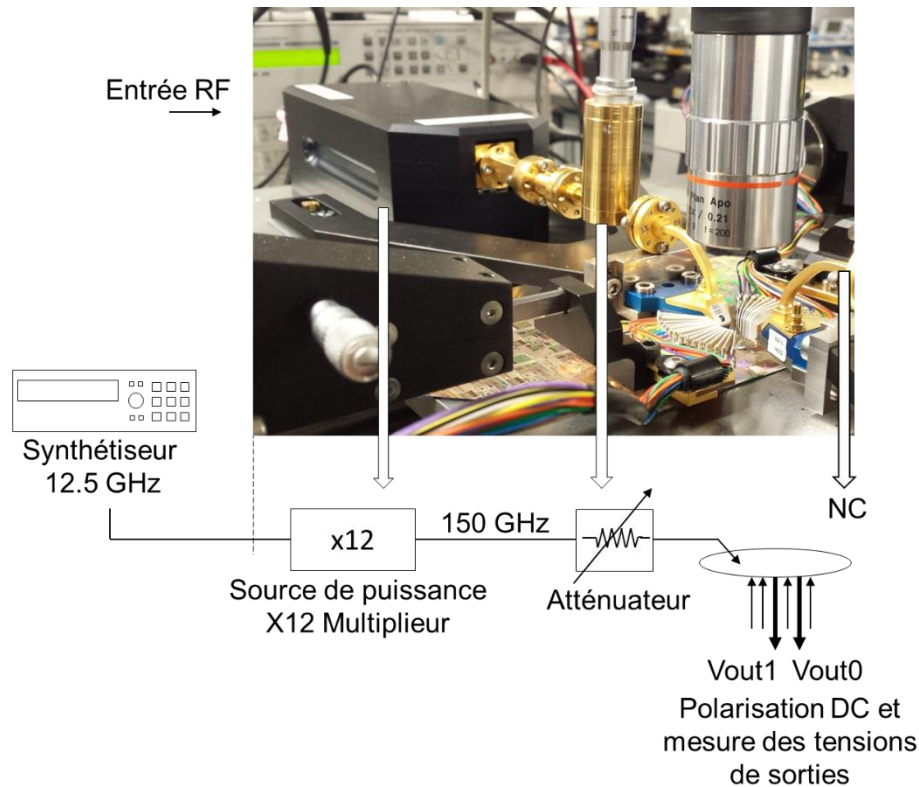 Entrée RF
Plan Apo
/ 0.21
f = 200
Synthétiseur
12.5 GHz
NC
150 GHz
x12
Source de puissance
X12 Multiplieur
Atténuateur
Vout1 Vout0
Polarisation DC et
mesure des tensions
de sorties